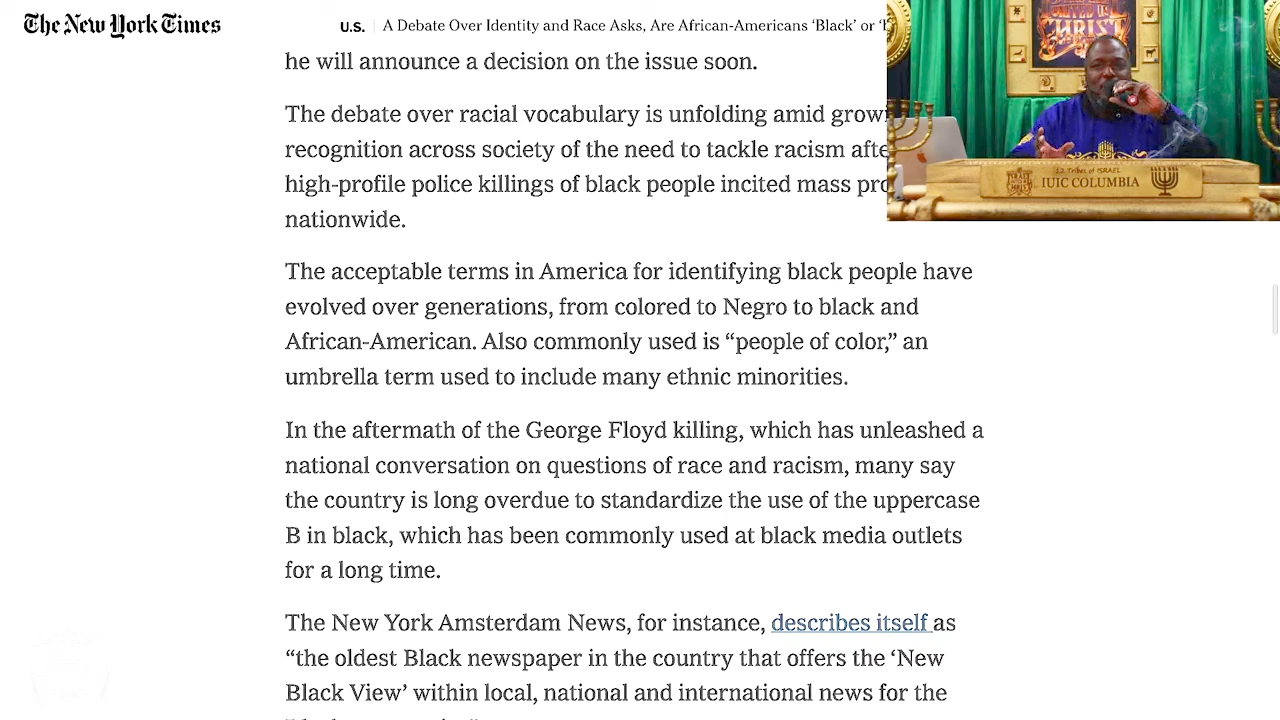 The New York Times
U.S. A Debate Over Identity and Race Asks, Are African-Americans ‘Black’ or
he will announce a decision on the issue soon.
The debate over racial vocabulary is unfolding amid
recognition across society of the need to tackle racism
high-profile police killings of black people incited mass
nationwide.
The acceptable terms in America for identifying black people have
evolved over generations, from colored to Negro to black and
African-American. Also commonly used is “people of color,” an
umbrella term used to include many ethnic minorities.
In the aftermath of the George Floyd killing, which has unleashed a
national conversation on questions of race and racism, many say
the country is long overdue to standardize the use of the uppercase
B in black, which has been commonly used at black media outlets
for a long time.
The New York Amsterdam News, for instance, describes itself as
“the oldest Black newspaper in the country that offers the ‘New
Black View’ within local, national and international news for the
UNITED IN
CHRIST
12 TRIBES of ISRAEL
IUIC COLUMBIA